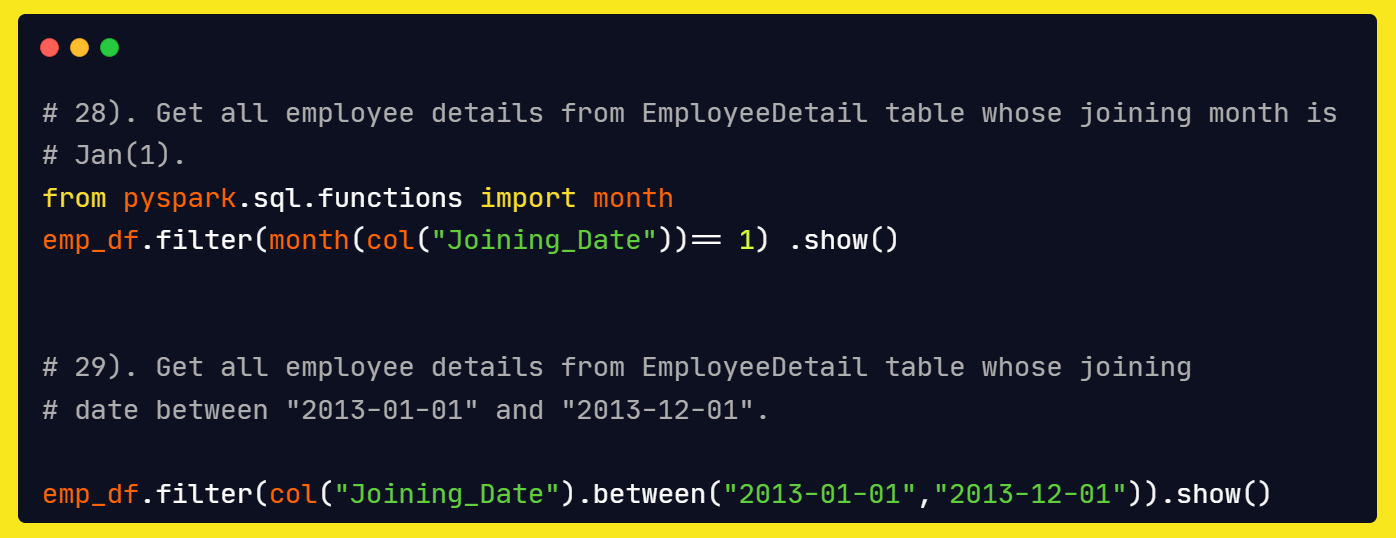 # 28). Get all employee details from EmployeeDetail table whose joining month is
# Jan(1).
from pyspark.sql.functions import month
emp_df.filter(month(col("Joining_Date"))== 1) .show()
# 29). Get all employee details from EmployeeDetail table whose joining
# date between "2013-01-01" and "2013-12-01".
emp_df.filter(col("Joining_Date").between("2013-01-01","2013-12-01")).show()